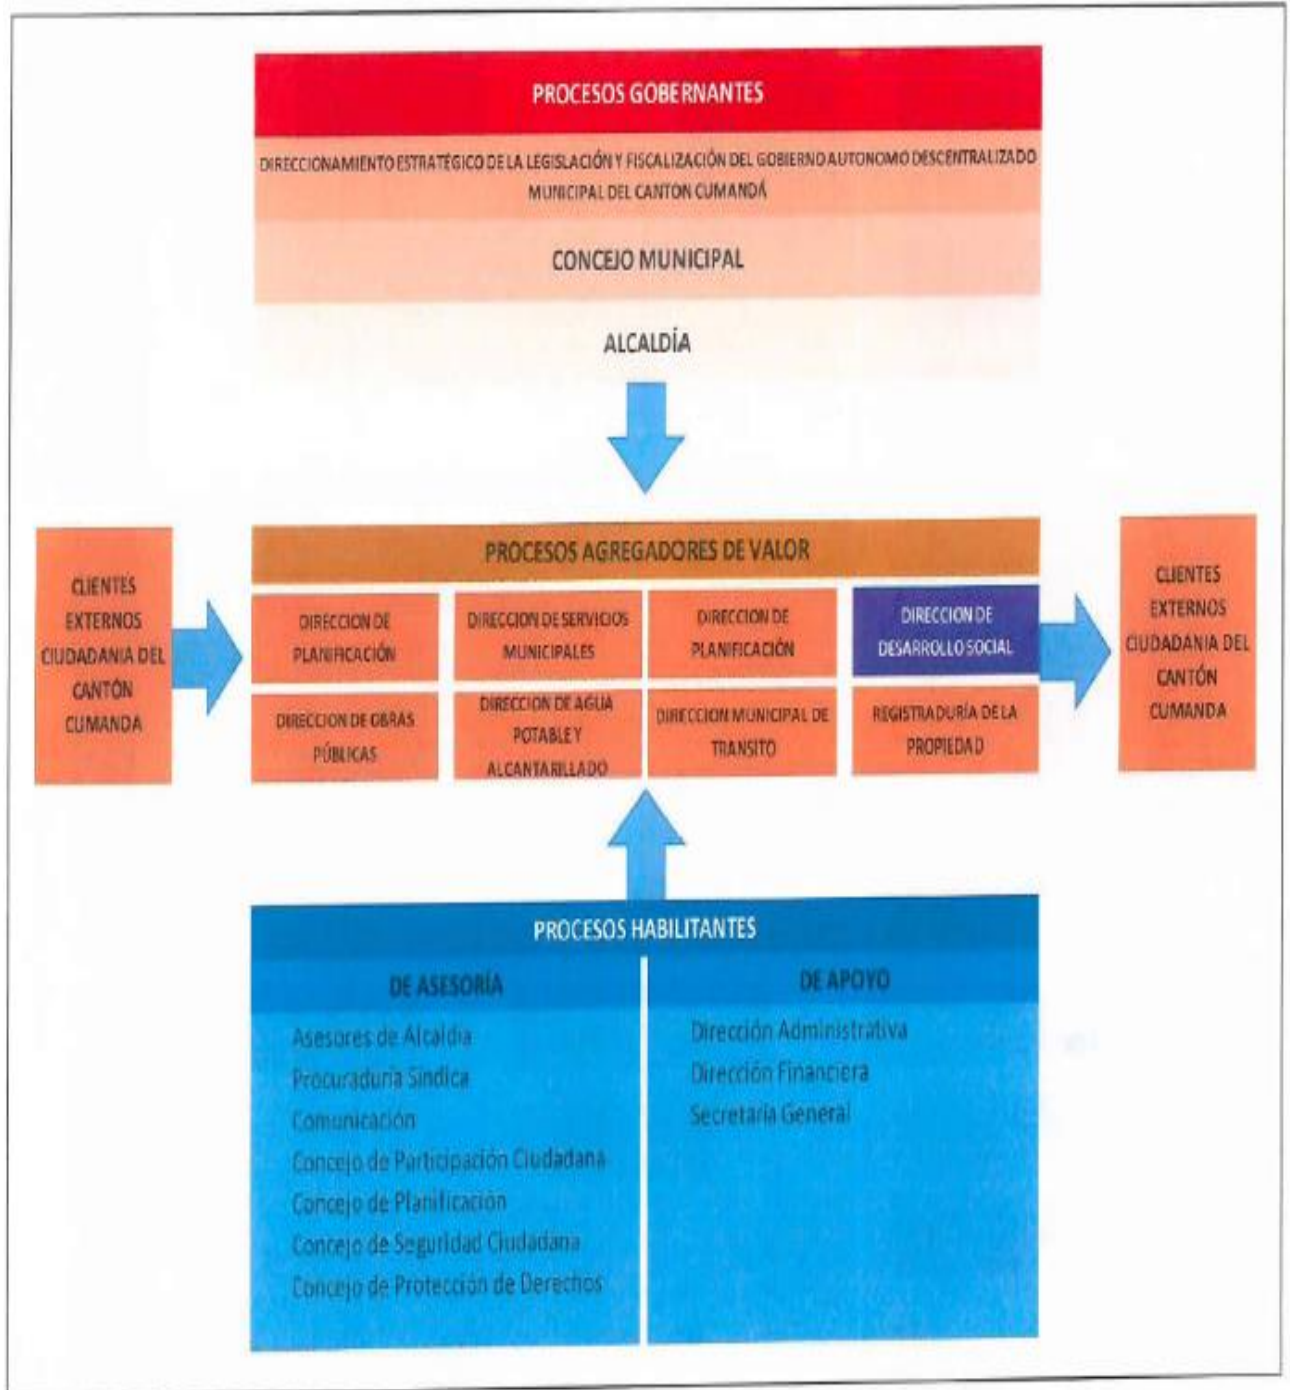 PROCESOS GOBERNANTES
DIRECCIONAMIENTO ESTRATÉGICO DE LA LEGISLACIÓN Y FISCALIZACIÓN DEL GOBIERNO AUTONOMO DESCENTRALIZADO
MUNICIPAL DEL CANTON CUMANDÁ
CONCEJO MUNICIPAL
ALCALDÍA
CLIENTES
EXTERNOS
CIUDADANIA DEL
CANTÓN
CUMANDA
PROCESOS AGREGADORES DE VALOR
DIRECCION DE
PLANIFICACIÓN
DIRECCION DE SERVICIOS
MUNICIPALES
DIRECCION DE
PLANIFICACIÓN
DIRECCION DE
DESARROLLO SOCIAL
DIRECCION DE OBRAS
PÚBLICAS
DIRECCION DE AGUA
POTABLE Y
ALCANTARILLADO
DIRECCION MUNICIPAL DE
TRANSITO
REGISTRADURÍA DE LA
PROPIEDAD
CLIENTES
EXTERNOS
CIUDADANIA DEL
CANTÓN
CUMANDA
PROCESOS HABILITANTES
DE ASESORÍA
Asesores de Alcaldía
Procuraduría Síndica
Comunicación
Concejo de Participación Ciudadana
Concejo de Planificación
Concejo de Seguridad Ciudadana
Concejo de Protección de Derechos
DE APOYO
Dirección Administrativa
Dirección Financiera
Secretaría General